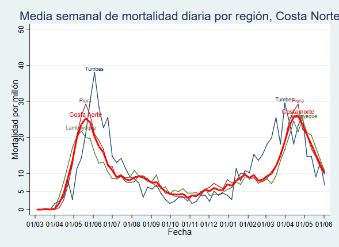 Media semanal de mortalidad diaria por región, Costa Norte
Mortalidad por millón
50
40
30
20
10
0
Tumbes
Piura
Costa norte
Lambayeque
Tumbes
Piura
Costa norte
01/03 01/04 01/05 01/06 01/07 01/08 01/09 01/10 01/11 01/12 01/01 01/02 01/03 01/04 01/05 01/06
Fecha